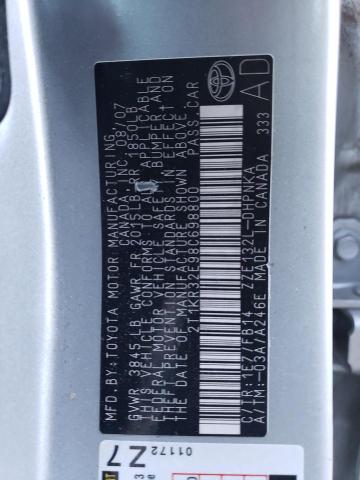 MFD.BY:TOYOTA MOTOR MANUFACTURING
CANADA INC. 08/07
GVWR 3845 LB GAWR FR 2015LB RR 1850LB
THIS VEHICLE CONFORMS TO ALL APPLICABLE
FEDERAL MOTOR VEHICLE SAFETY, BUMPER AND
THEFT PREVENTION STANDARDS IN EFFECT ON
THE DATE OF MANUFACTURE SHOWN ABOVE.
2T1KR32E98C698800 PASS.CAR
C/TR:1E7/FB14 ZZE132L-DHPNKA
A/TM:-03A/A246E MADE IN CANADA 333
AD
TOYOTA
01172
Z7